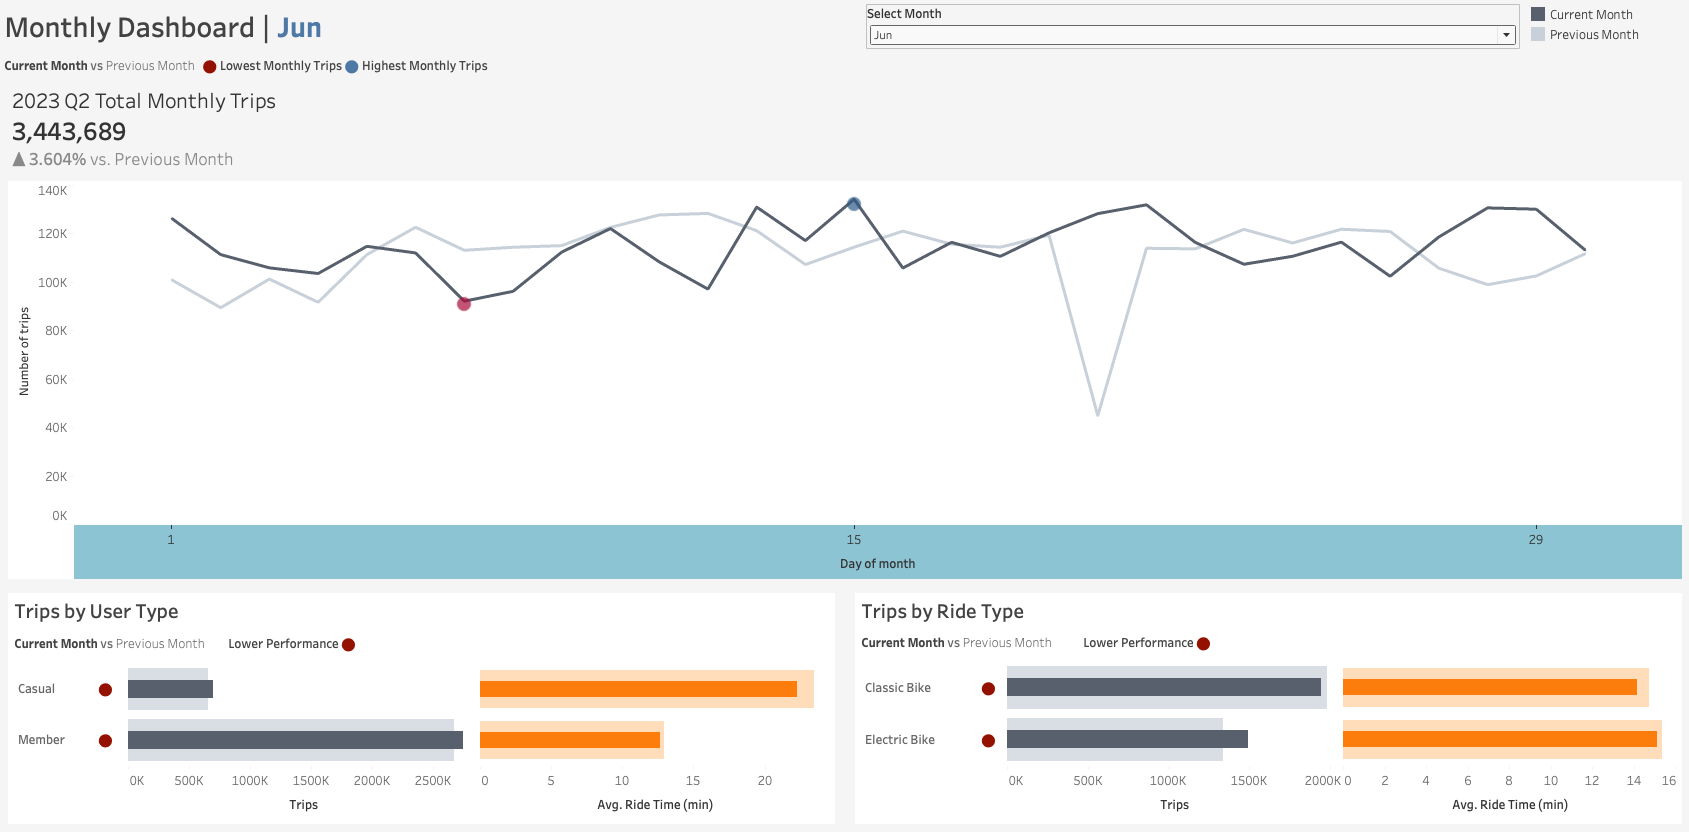 Monthly Dashboard | Jun
Select Month
Jun
Current Month
Previous Month
Current Month vs Previous Month
Lowest Monthly Trips
Highest Monthly Trips
2023 Q2 Total Monthly Trips
3,443,689
▲ 3.604% vs. Previous Month
140K
120K
100K
80K
60K
40K
20K
0K
Number of trips
1
15
29
Day of month
Trips by User Type
Current Month vs Previous Month
Lower Performance
Casual
Member
0K
500K
1000K
1500K
2000K
2500K
Trips
0
5
10
15
20
Avg. Ride Time (min)
Trips by Ride Type
Current Month vs Previous Month
Lower Performance
Classic Bike
Electric Bike
0K
500K
1000K
1500K
2000K
Trips
0
2
4
6
8
10
12
14
16
Avg. Ride Time (min)